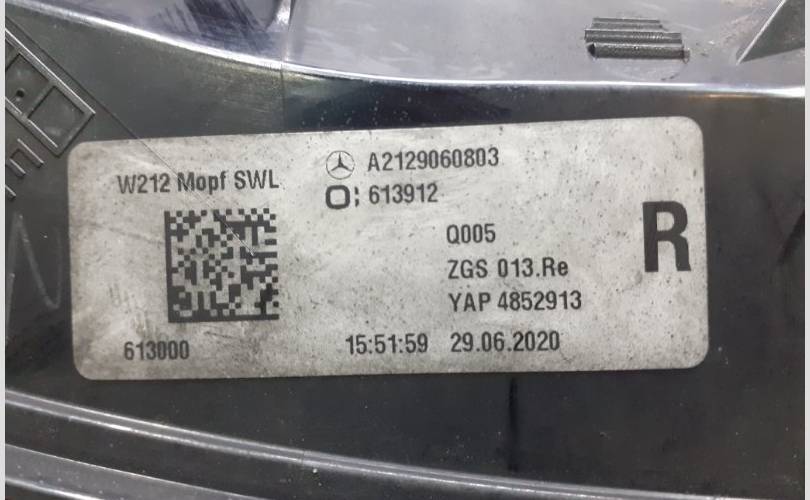 W212 Mopf SWL
A2129060803
O: 613912
Q005
ZGS 013.Re
YAP 4852913
R
613000
15:51:59 29.06.2020